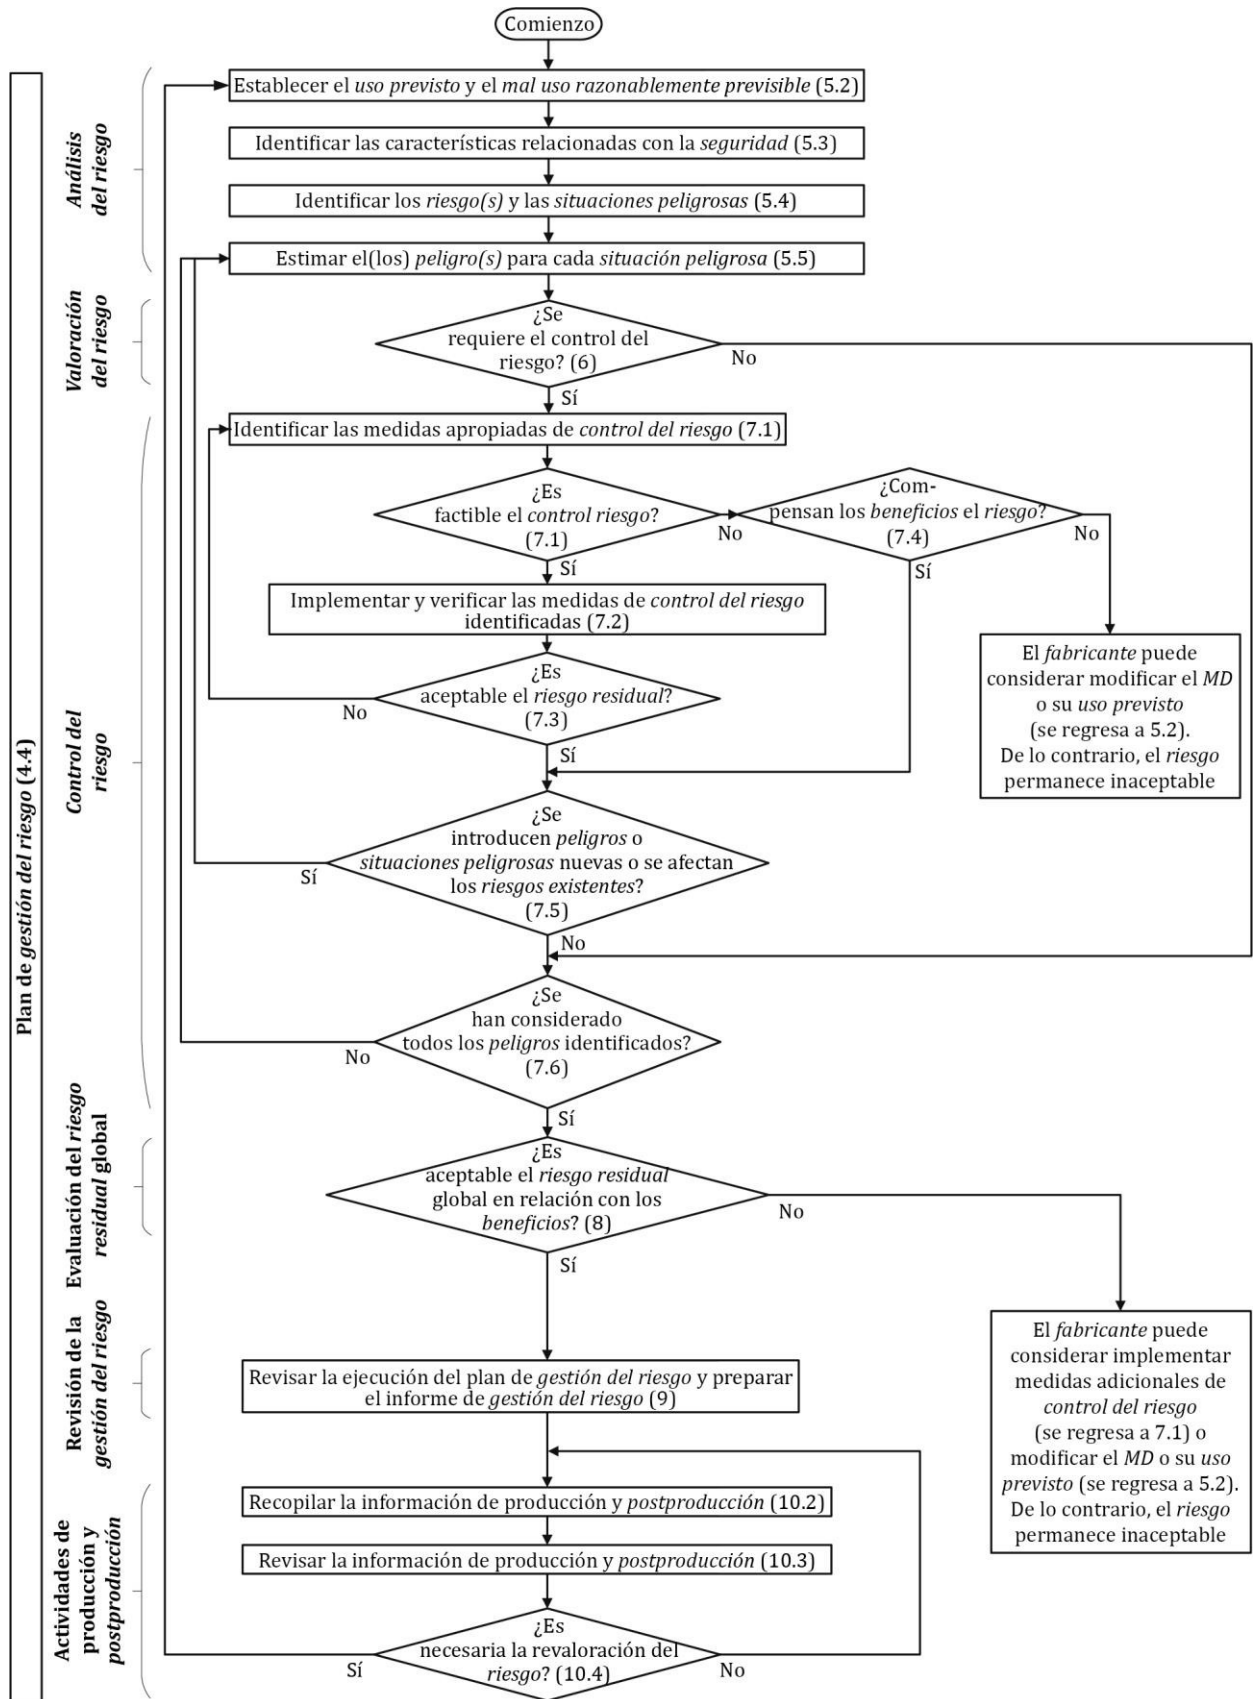 Comienzo
Plan de gestión del riesgo (4.4)
Análisis
del riesgo
Establecer el uso previsto y el mal uso razonablemente previsible (5.2)
Identificar las características relacionadas con la seguridad (5.3)
Identificar los riesgo(s) y las situaciones peligrosas (5.4)
Estimar el(los) peligro(s) para cada situación peligrosa (5.5)
Valoración
del riesgo
¿Se
requiere el control del
riesgo? (6)
No
Sí
Control del
riesgo
Identificar las medidas apropiadas de control del riesgo (7.1)
¿Es
factible el control riesgo?
(7.1)
No
Sí
¿Com-
pensan los beneficios el riesgo?
(7.4)
No
Sí
Implementar y verificar las medidas de control del riesgo
identificadas (7.2)
El fabricante puede
considerar modificar el MD
o su uso previsto
(se regresa a 5.2).
De lo contrario, el riesgo
permanece inaceptable
¿Es
aceptable el riesgo residual?
(7.3)
No
Sí
¿Se
introducen peligros o
situaciones peligrosas nuevas o se afectan
los riesgos existentes?
(7.5)
Sí
No
¿Se
han considerado
todos los peligros identificados?
(7.6)
No
Sí
Evaluación del riesgo
residual global
¿Es
aceptable el riesgo residual
global en relación con los
beneficios? (8)
No
Sí
El fabricante puede
considerar implementar
medidas adicionales de
control del riesgo
(se regresa a 7.1) o
modificar el MD o su uso
previsto (se regresa a 5.2).
De lo contrario, el riesgo
permanece inaceptable
Revisión de la
gestión del riesgo
Revisar la ejecución del plan de gestión del riesgo y preparar
el informe de gestión del riesgo (9)
Actividades de
producción y
postproducción
Recopilar la información de producción y postproducción (10.2)
Revisar la información de producción y postproducción (10.3)
¿Es
necesaria la revaloración del
riesgo? (10.4)
Sí
No